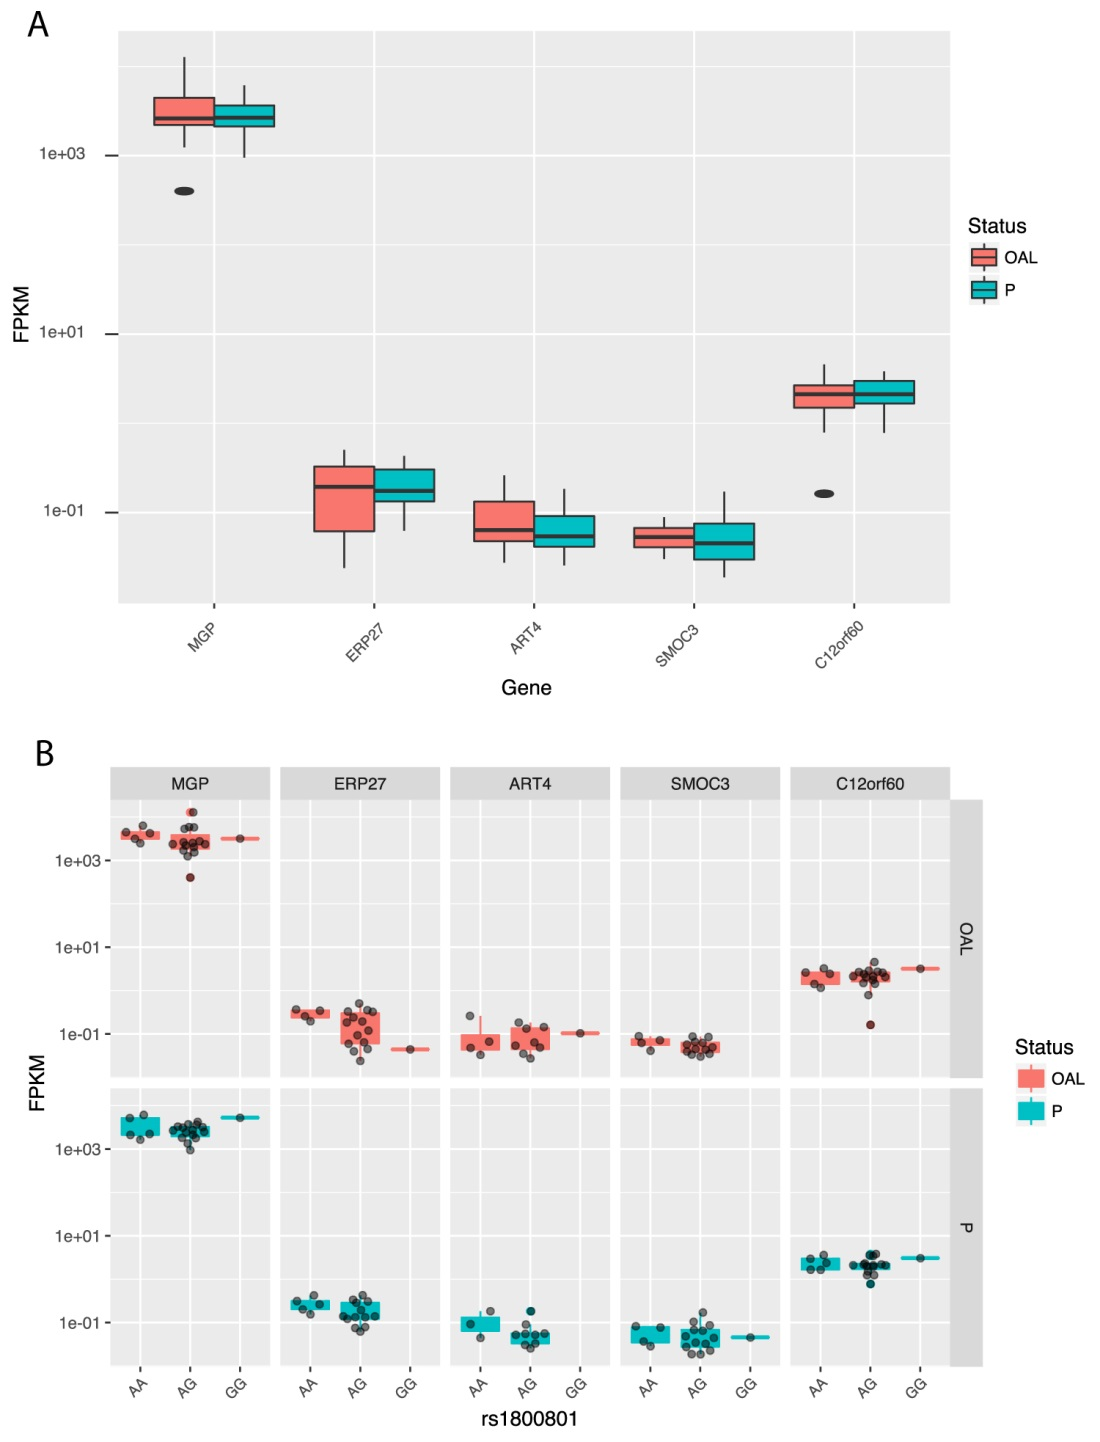 A
FPKM
1e+03
1e+01
1e-01
MGP
ERP27
ART4
SMOC3
C12orf60
Gene
Status
OAL
P
B
MGP ERP27 ART4 SMOC3 C12orf60
FPKM
1e+03
1e+01
1e-01
OAL
1e+03
1e+01
1e-01
P
AA AG GG AA AG GG AA AG GG AA AG GG AA AG GG
rs1800801
Status
OAL
P